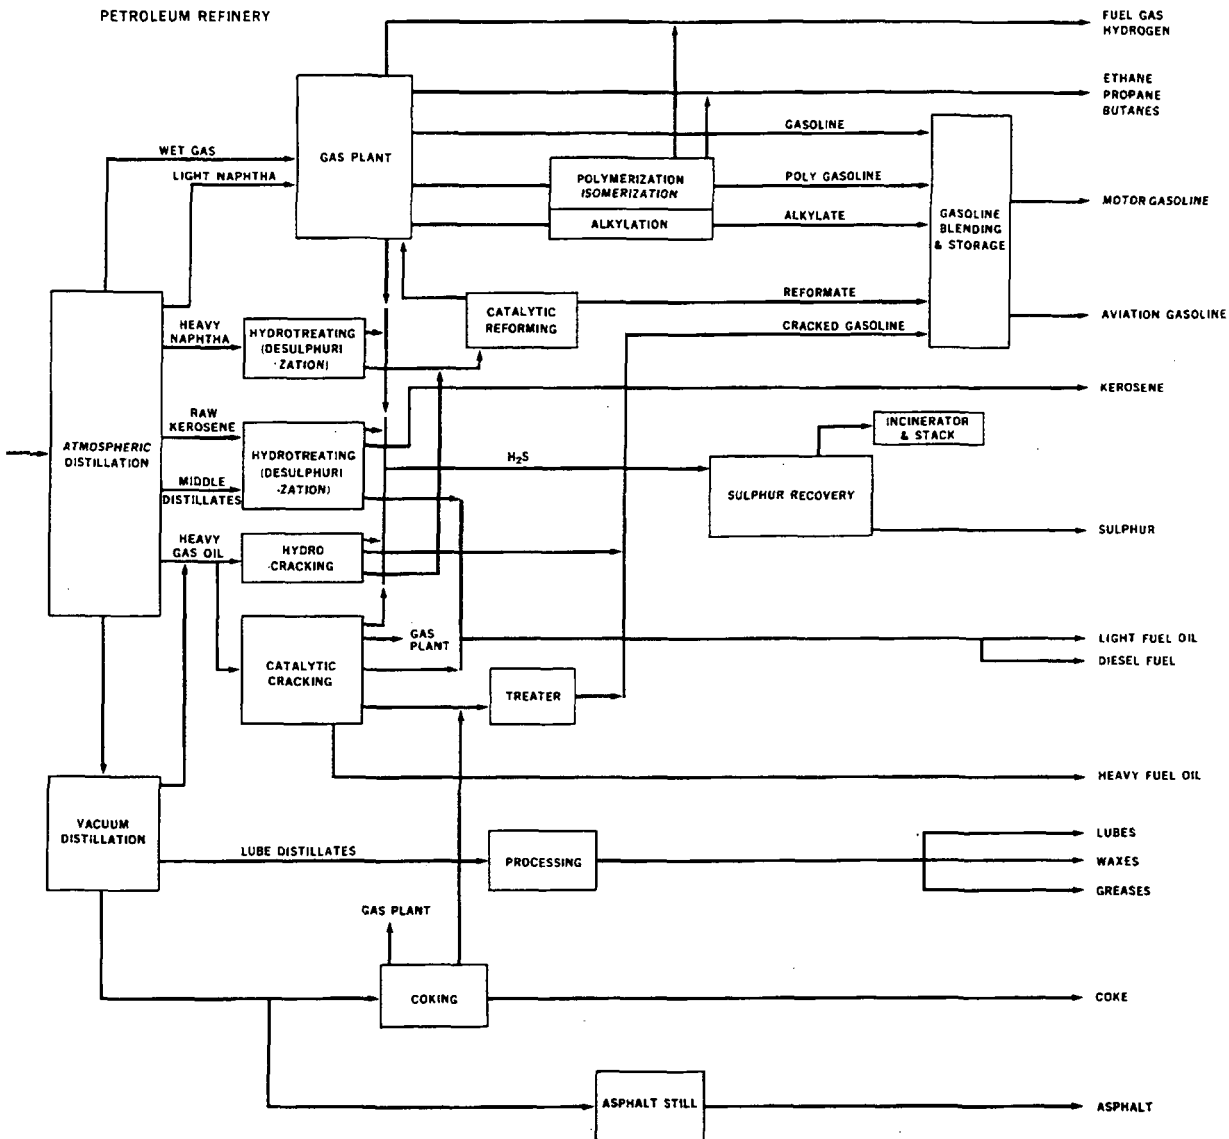 PETROLEUM REFINERY
FUEL GAS
HYDROGEN
ETHANE
PROPANE
BUTANES
GASOLINE
WET GAS
GAS PLANT
LIGHT NAPHTHA
POLYMERIZATION
ISOMERIZATION
POLY GASOLINE
ALKYLATION
ALKYLATE
GASOLINE
BLENDING
& STORAGE
MOTOR GASOLINE
REFORMATE
CATALYTIC
REFORMING
AVIATION GASOLINE
CRACKED GASOLINE
HEAVY
NAPHTHA
HYDROTREATING
(DESULPHURI
-ZATION)
KEROSENE
RAW
KEROSENE
INCINERATOR
& STACK
ATMOSPHERIC
DISTILLATION
HYDROTREATING
(DESULPHURI
-ZATION)
H₂S
MIDDLE
DISTILLATES
SULPHUR RECOVERY
SULPHUR
HEAVY
GAS OIL
HYDRO
-CRACKING
GAS
PLANT
LIGHT FUEL OIL
DIESEL FUEL
CATALYTIC
CRACKING
TREATER
HEAVY FUEL OIL
VACUUM
DISTILLATION
LUBE DISTILLATES
PROCESSING
LUBES
WAXES
GREASES
GAS PLANT
COKING
COKE
ASPHALT STILL
ASPHALT